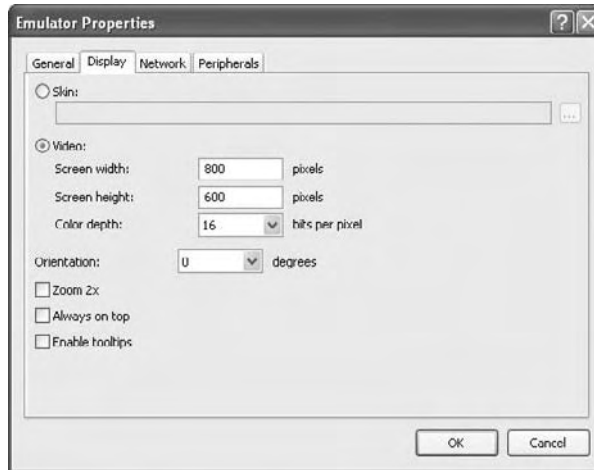 Emulator Properties
General Display Network Peripherals
Skin:
...
Video:
Screen width: 800 pixels
Screen height: 600 pixels
Color depth: 16 bits per pixel
Orientation: 0 degrees
Zoom 2x
Always on top
Enable tooltips
OK Cancel